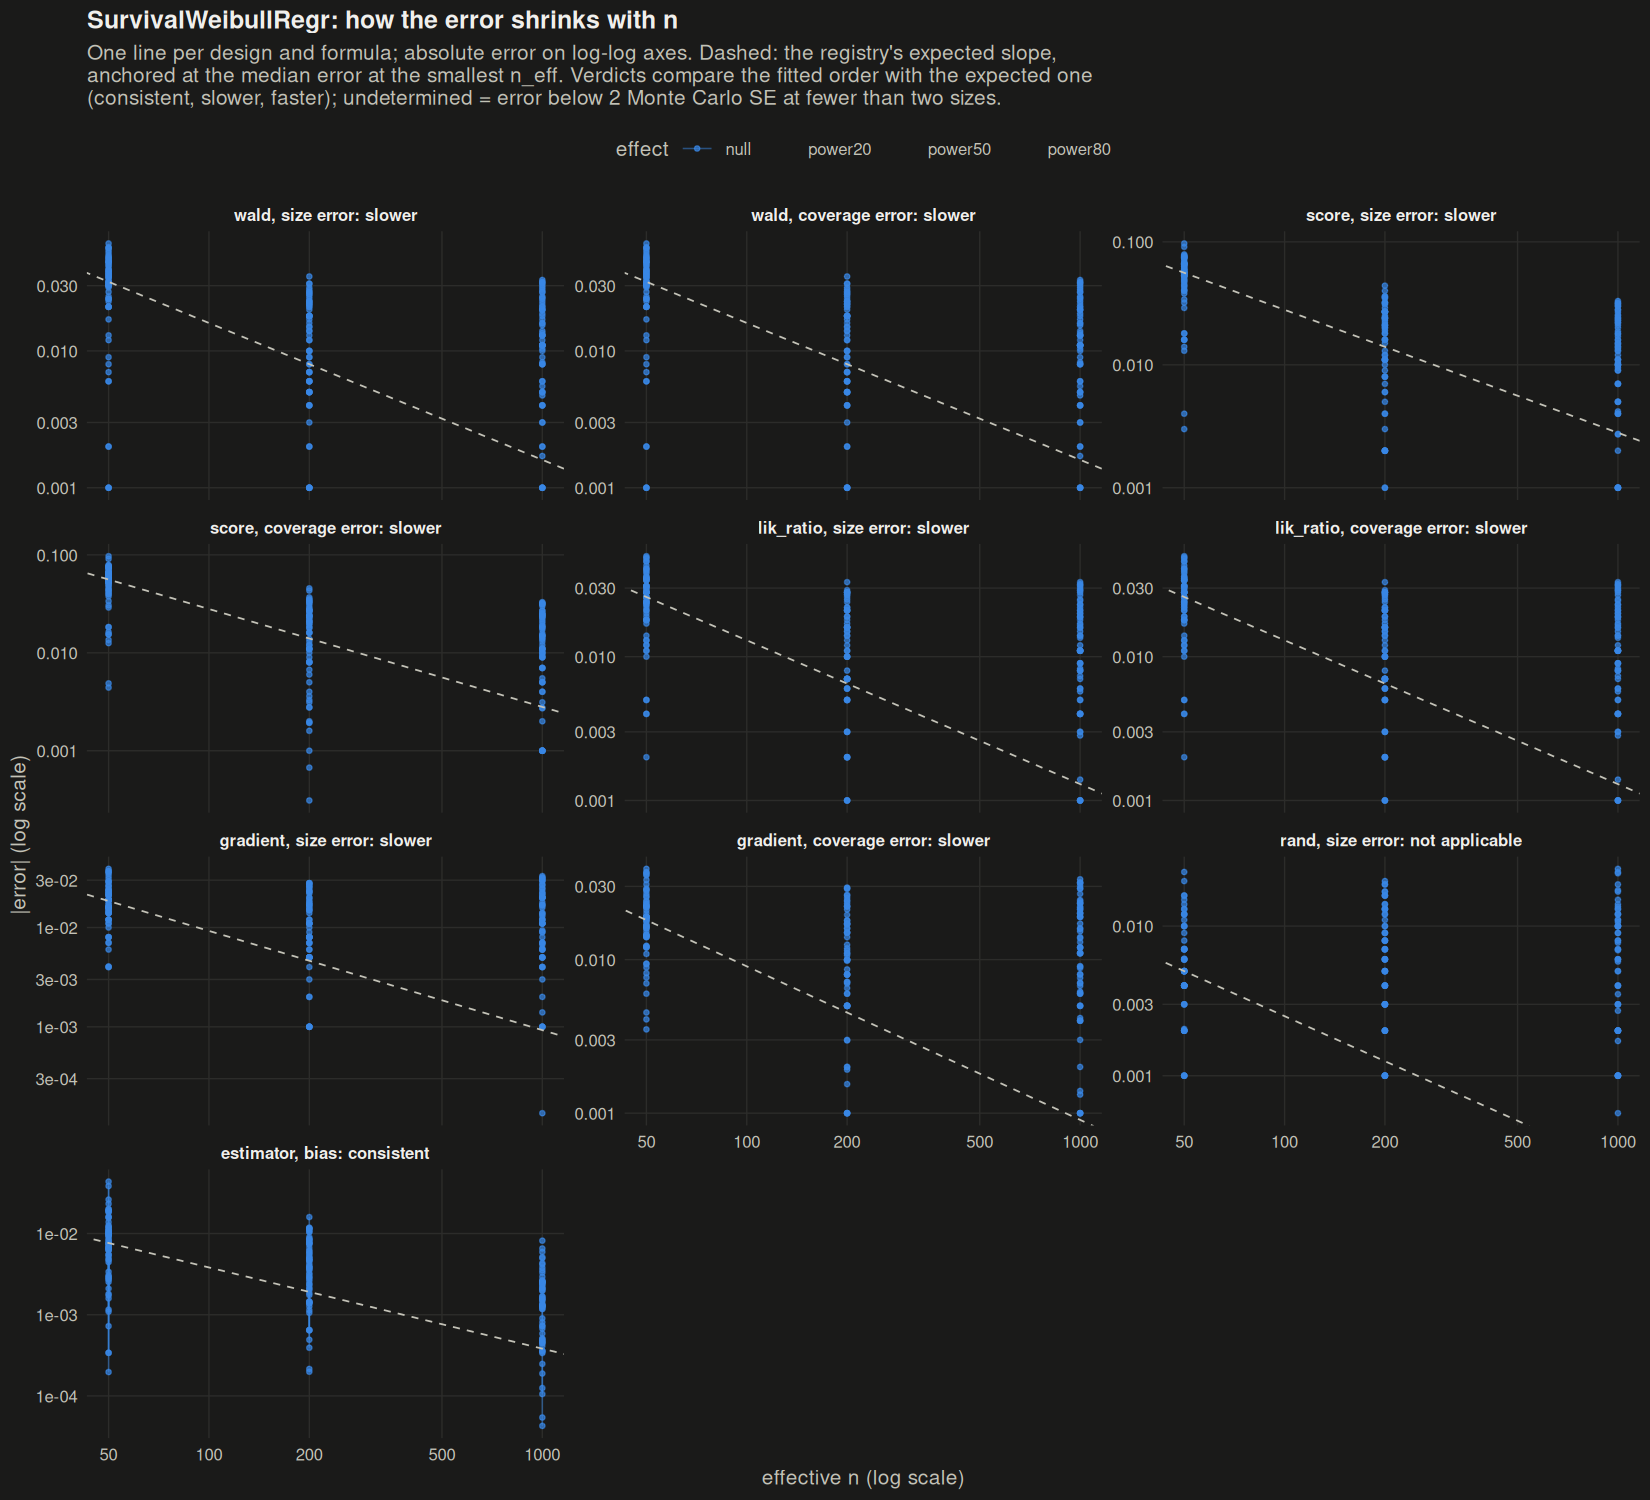 SurvivalWeibullRegr: how the error shrinks with n
One line per design and formula; absolute error on log-log axes. Dashed: the registry's expected slope,
anchored at the median error at the smallest n_eff. Verdicts compare the fitted order with the expected one
(consistent, slower, faster); undetermined = error below 2 Monte Carlo SE at fewer than two sizes.
effect null power20 power50 power80
wald, size error: slower
0.030
0.010
0.003
0.001
wald, coverage error: slower
0.030
0.010
0.003
0.001
score, size error: slower
0.100
0.010
0.001
score, coverage error: slower
0.100
0.010
0.001
lik_ratio, size error: slower
0.030
0.010
0.003
0.001
lik_ratio, coverage error: slower
0.030
0.010
0.003
0.001
gradient, size error: slower
3e-02
1e-02
3e-03
1e-03
3e-04
gradient, coverage error: slower
0.030
0.010
0.003
0.001
50 100 200 500 1000
rand, size error: not applicable
0.010
0.003
0.001
50 100 200 500 1000
estimator, bias: consistent
1e-02
1e-03
1e-04
50 100 200 500 1000
|error| (log scale)
effective n (log scale)